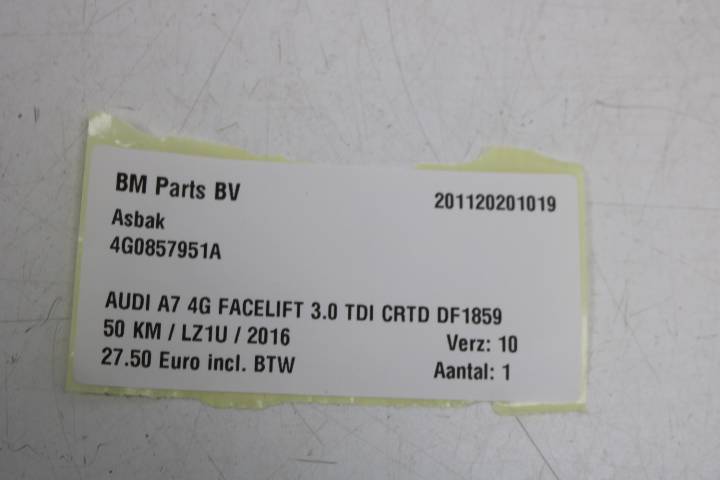 BM Parts BV 201120201019
Asbak
4G0857951A
AUDI A7 4G FACELIFT 3.0 TDI CRTD DF1859
50 KM / LZ1U / 2016 Verz: 10
27.50 Euro incl. BTW Aantal: 1